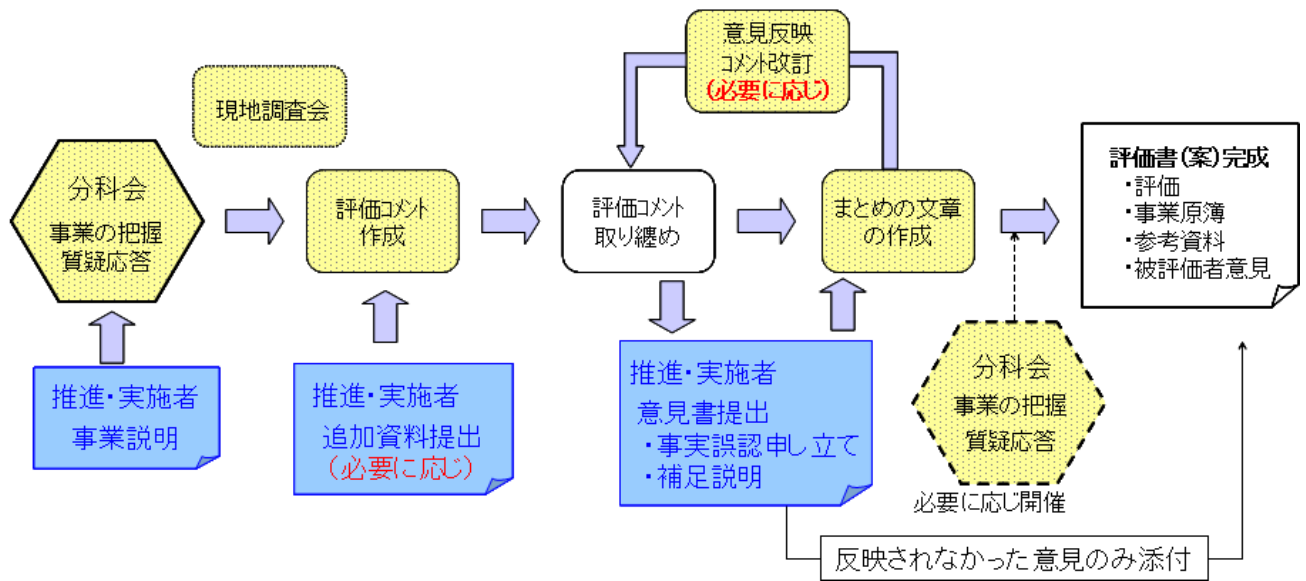 意見反映
コメント改訂
(必要に応じ)
現地調査会
分科会
事業の把握
質疑応答
評価コメント
作成
評価コメント
取り纏め
まとめの文章
の作成
評価書(案)完成
・評価
・事業原簿
・参考資料
・被評価者意見
推進・実施者
事業説明
推進・実施者
追加資料提出
(必要に応じ)
推進・実施者
意見書提出
・事実誤認申し立て
・補足説明
分科会
事業の把握
質疑応答
必要に応じ開催
反映されなかった意見のみ添付